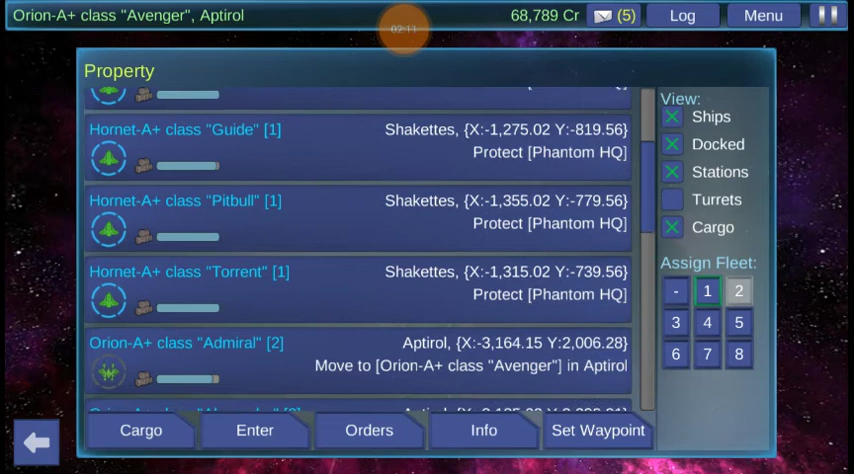 Orion-A+ class "Avenger", Aptirol
68,789 Cr
(5)
Log
Menu
02:11
Property
Hornet-A+ class "Guide" [1]
Shakettes, {X:-1,275.02 Y:-819.56}
Protect [Phantom HQ]
Hornet-A+ class "Pitbull" [1]
Shakettes, {X:-1,355.02 Y:-779.56}
Protect [Phantom HQ]
Hornet-A+ class "Torrent" [1]
Shakettes, {X:-1,315.02 Y:-739.56}
Protect [Phantom HQ]
Orion-A+ class "Admiral" [2]
Aptirol, {X:-3,164.15 Y:2,006.28}
Move to [Orion-A+ class "Avenger"] in Aptirol
View:
Ships
Docked
Stations
Turrets
Cargo
Assign Fleet:
- 1 2
3 4 5
6 7 8
Cargo
Enter
Orders
Info
Set Waypoint